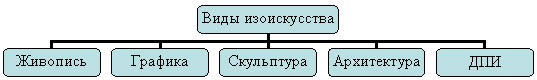 Виды изоискусства
Живопись
Графика
Скульптура
Архитектура
ДПИ